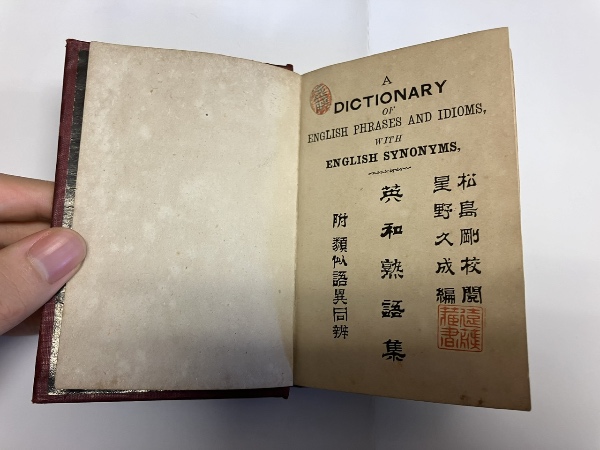 A
DICTIONARY
OF
ENGLISH PHRASES AND IDIOMS,
WITH
ENGLISH SYNONYMS,
松島剛校閲
星野久成編
英和熟語集
附類似語異同辨